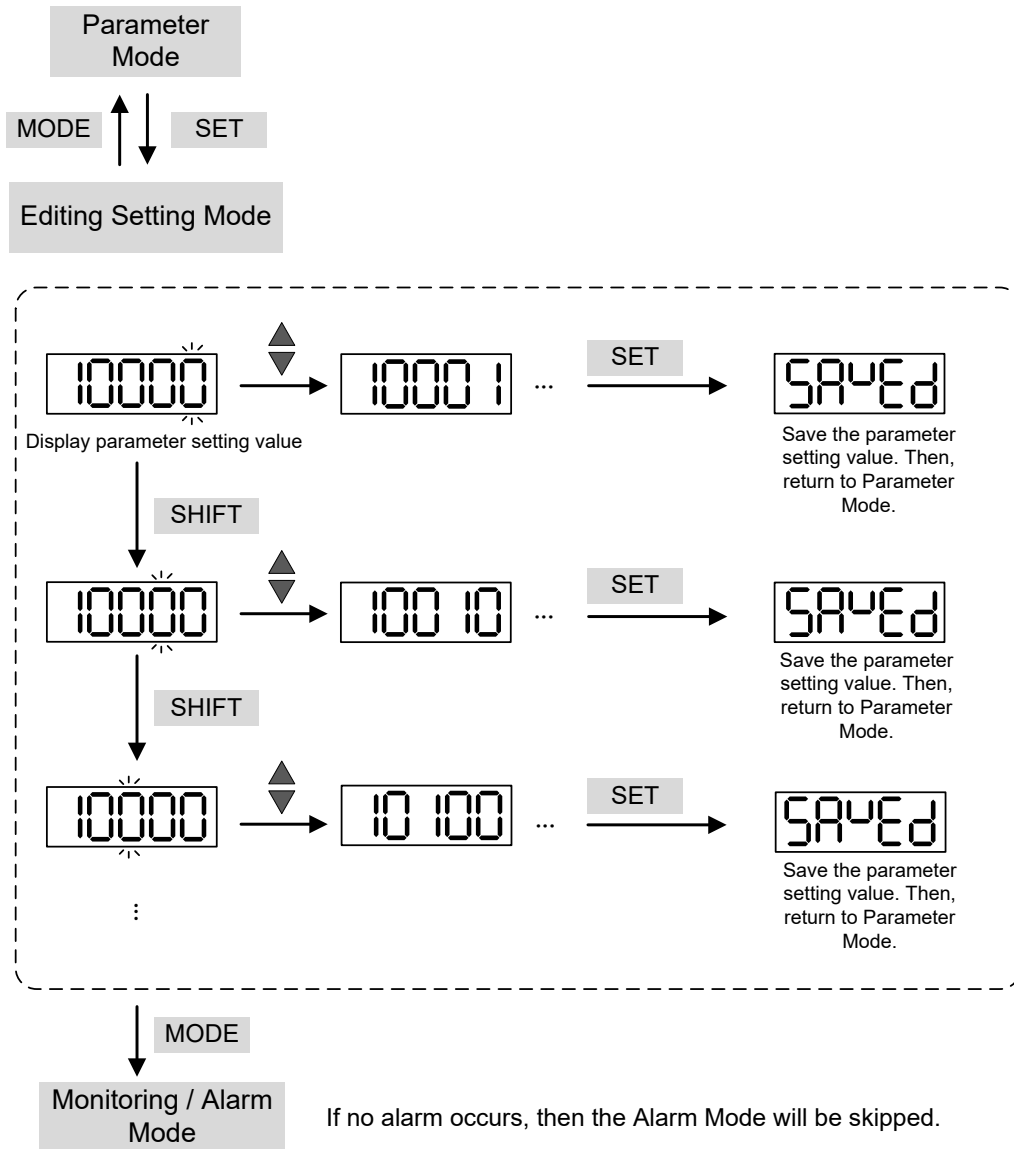 Parameter
Mode
MODE
SET
Editing Setting Mode
10000
10001
...
SET
SAVEd
Display parameter setting value
Save the parameter
setting value. Then,
return to Parameter
Mode.
SHIFT
10000
10010
...
SET
SAVEd
Save the parameter
setting value. Then,
return to Parameter
Mode.
SHIFT
10000
10100
...
SET
SAVEd
Save the parameter
setting value. Then,
return to Parameter
Mode.
...
MODE
Monitoring / Alarm
Mode
If no alarm occurs, then the Alarm Mode will be skipped.